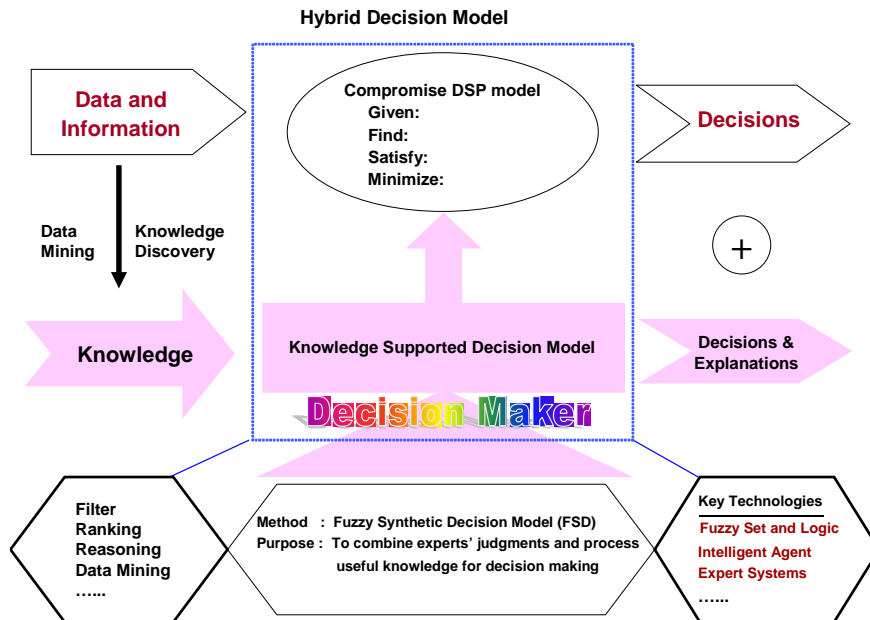 Hybrid Decision Model
Data and
Information
Compromise DSP model
Given:
Find:
Satisfy:
Minimize:
Decisions
Data
Mining
Knowledge
Discovery
+
Knowledge
Knowledge Supported Decision Model
Decisions &
Explanations
Decision Maker
Filter
Ranking
Reasoning
Data Mining
…...
Method : Fuzzy Synthetic Decision Model (FSD)
Purpose : To combine experts’ judgments and process
useful knowledge for decision making
Key Technologies
Fuzzy Set and Logic
Intelligent Agent
Expert Systems
…...